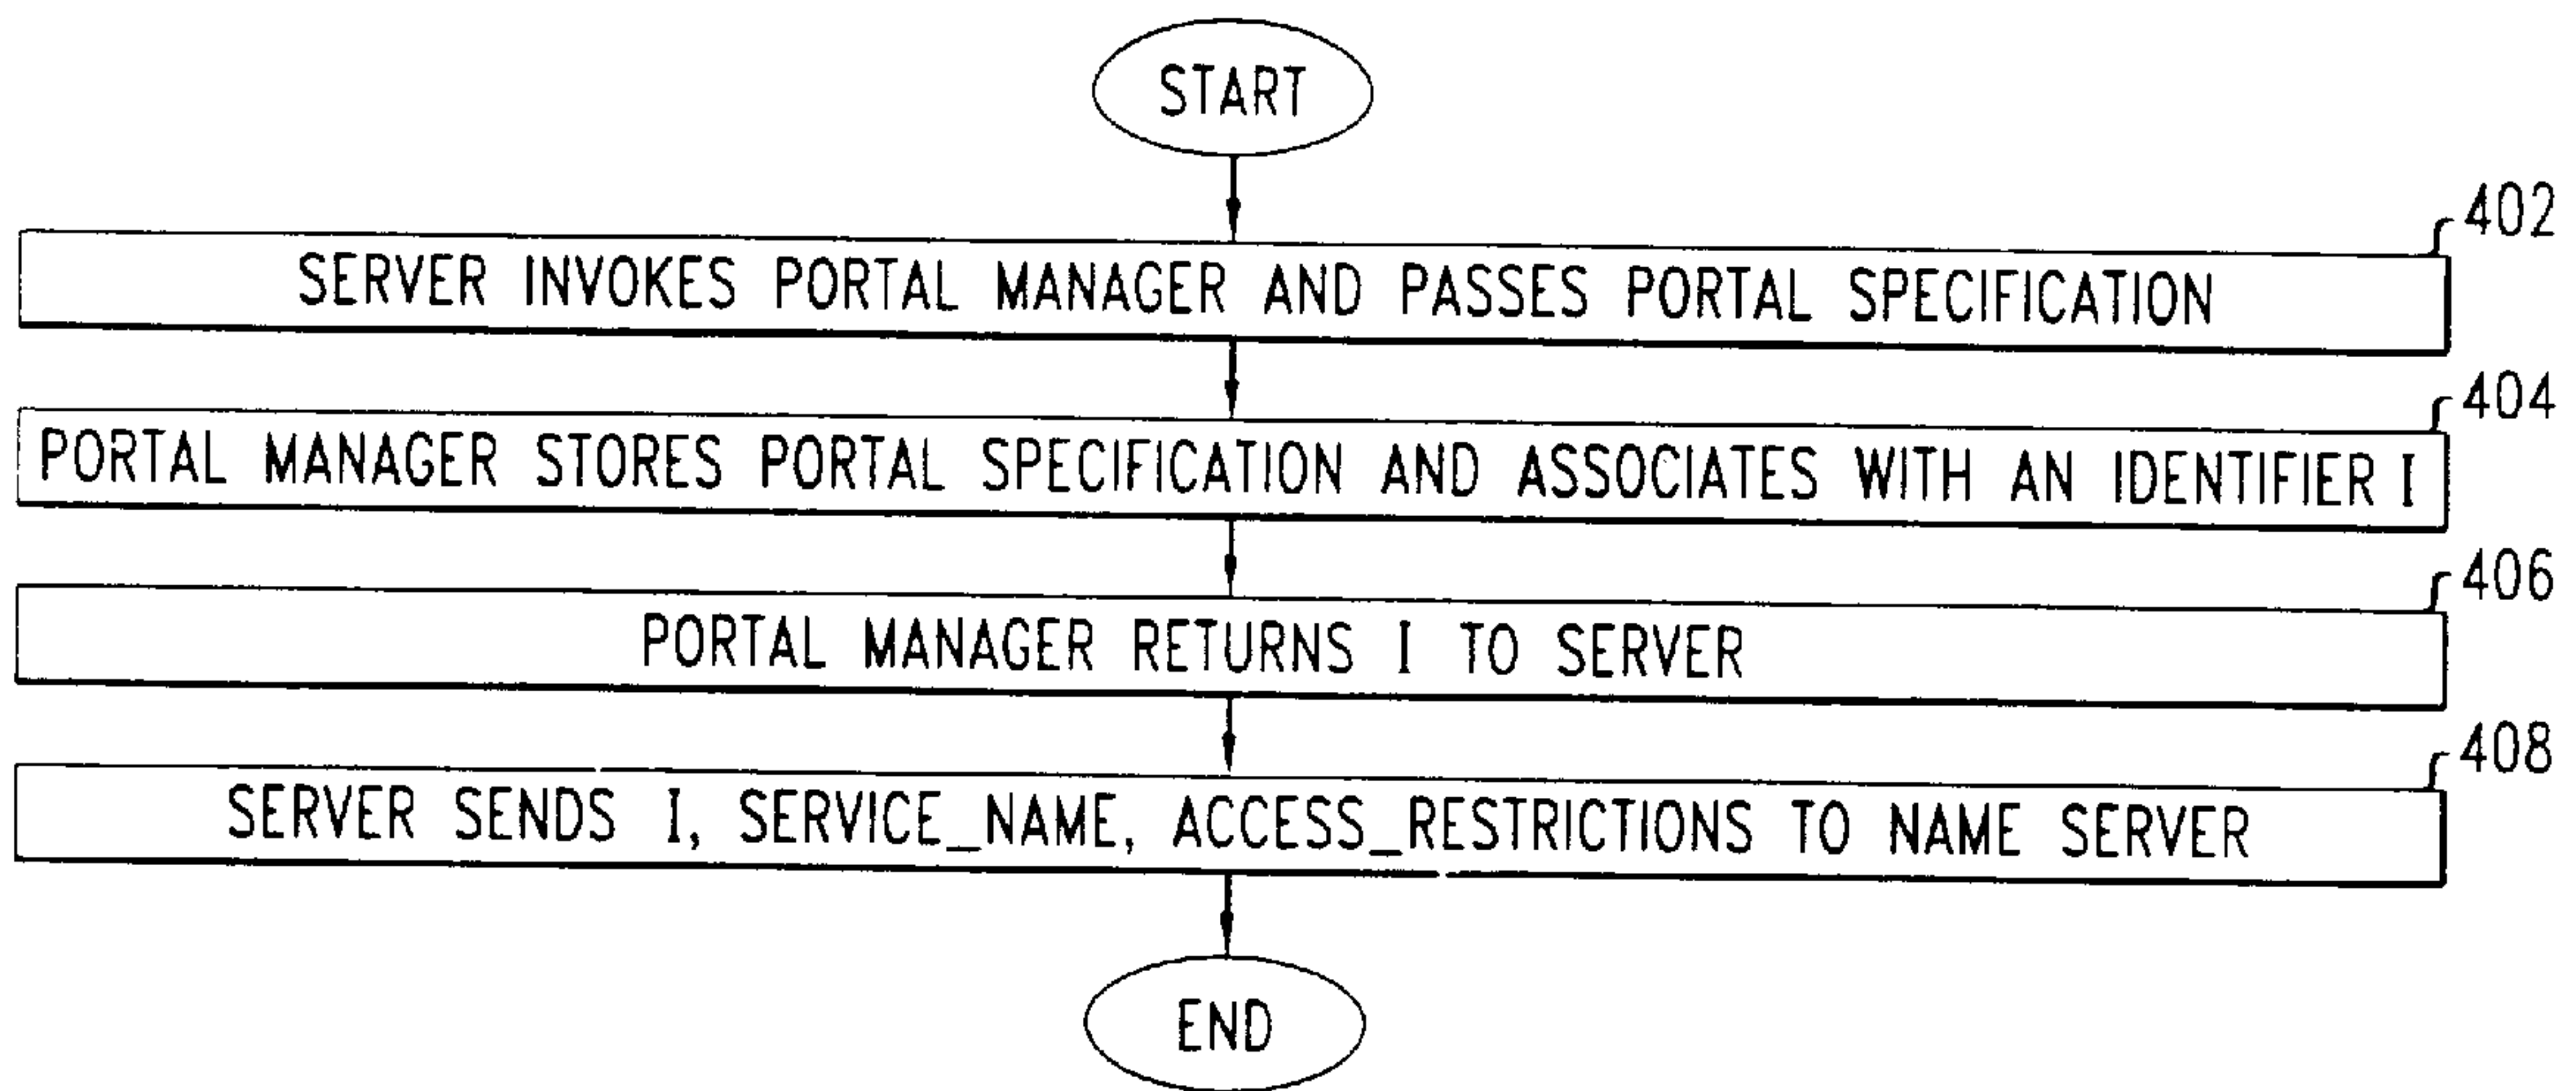 START
402
SERVER INVOKES PORTAL MANAGER AND PASSES PORTAL SPECIFICATION
404
PORTAL MANAGER STORES PORTAL SPECIFICATION AND ASSOCIATES WITH AN IDENTIFIER I
406
PORTAL MANAGER RETURNS I TO SERVER
408
SERVER SENDS I, SERVICE_NAME, ACCESS_RESTRICTIONS TO NAME SERVER
END